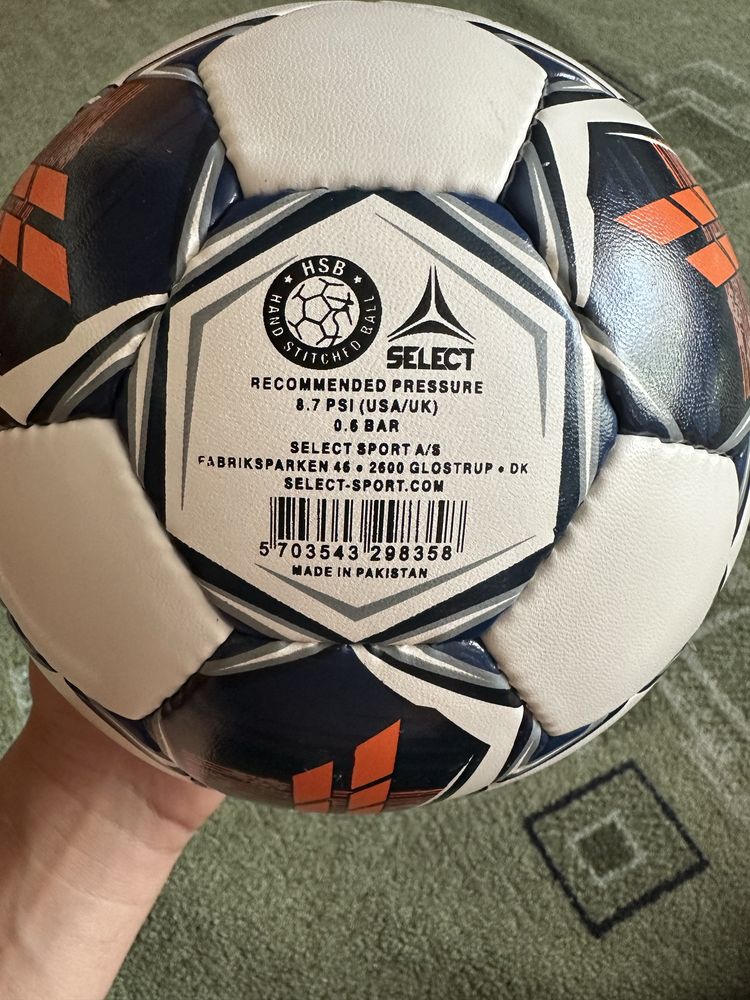 HSB
HAND STITCHED BALL
SELECT
RECOMMENDED PRESSURE
8.7 PSI (USA/UK)
0.6 BAR
SELECT SPORT A/S
FABRIKSPARKEN 46 • 2600 GLOSTRUP • DK
SELECT-SPORT.COM
5 703543 298358
MADE IN PAKISTAN